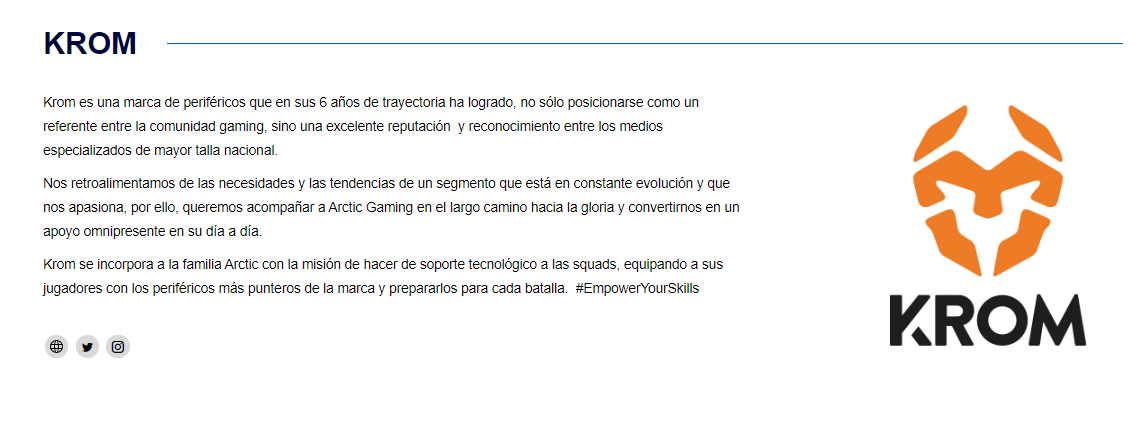 KROM
Krom es una marca de periféricos que en sus 6 años de trayectoria ha logrado, no sólo posicionarse como un
referente entre la comunidad gaming, sino una excelente reputación  y reconocimiento entre los medios
especializados de mayor talla nacional.
Nos retroalimentamos de las necesidades y las tendencias de un segmento que está en constante evolución y que
nos apasiona, por ello, queremos acompañar a Arctic Gaming en el largo camino hacia la gloria y convertirnos en un
apoyo omnipresente en su día a día.
Krom se incorpora a la familia Arctic con la misión de hacer de soporte tecnológico a las squads, equipando a sus
jugadores con los periféricos más punteros de la marca y prepararlos para cada batalla.  #EmpowerYourSkills
KROM